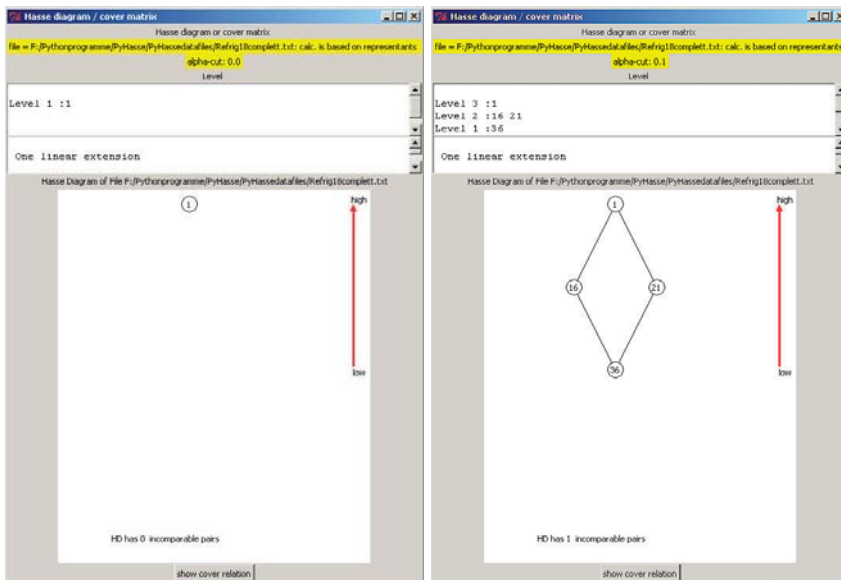 Hasse diagram / cover matrix
Hasse diagram or cover matrix
file = F:/Pythonprogramme/PyHasse/PyHassedatafiles/Refrig18complett.txt: calc. is based on representants
alpha-cut: 0.0
Level
Level 1 :1
One linear extension
Hasse Diagram of File F:/Pythonprogramme/PyHasse/PyHassedatafiles/Refrig18complett.txt
1
high
low
HD has 0 incomparable pairs
show cover relation
Hasse diagram / cover matrix
Hasse diagram or cover matrix
file = F:/Pythonprogramme/PyHasse/PyHassedatafiles/Refrig18complett.txt: calc. is based on representants
alpha-cut: 0.1
Level
Level 3 :1
Level 2 :16 21
Level 1 :36
One linear extension
Hasse Diagram of File F:/Pythonprogramme/PyHasse/PyHassedatafiles/Refrig18complett.txt
1
high
16 21
36
low
HD has 1 incomparable pairs
show cover relation